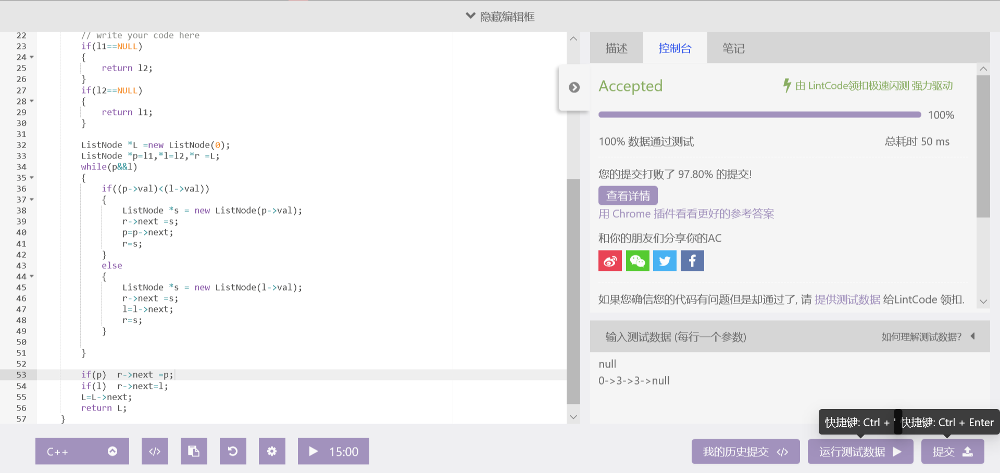 隐藏编辑框
22 // write your code here
23 if(l1==NULL)
24 {
25 return l2;
26 }
27 if(l2==NULL)
28 {
29 return l1;
30 }
31
32 ListNode *L =new ListNode(0);
33 ListNode *p=l1,*l=l2,*r =L;
34 while(p&&l)
35 {
36 if((p->val)<(l->val))
37 {
38 ListNode *s = new ListNode(p->val);
39 r->next =s;
40 p=p->next;
41 r=s;
42 }
43 else
44 {
45 ListNode *s = new ListNode(l->val);
46 r->next =s;
47 l=l->next;
48 r=s;
49 }
50
51 }
52
53 if(p)  r->next =p;
54 if(l)  r->next=l;
55 L=L->next;
56 return L;
57 }
C++
</>
15:00
描述 控制台 笔记
Accepted 由 LintCode领扣极速闪测 强力驱动
100%
100% 数据通过测试 总耗时 50 ms
您的提交打败了 97.80% 的提交!
查看详情
用 Chrome 插件看看更好的参考答案
和你的朋友们分享你的AC
如果您确信您的代码有问题但是却通过了, 请 提供测试数据 给LintCode 领扣.
输入测试数据 (每行一个参数) 如何理解测试数据?
null
0->3->3->null
快捷键: Ctrl + ' 快捷键: Ctrl + Enter
我的历史提交 </> 运行测试数据 提交